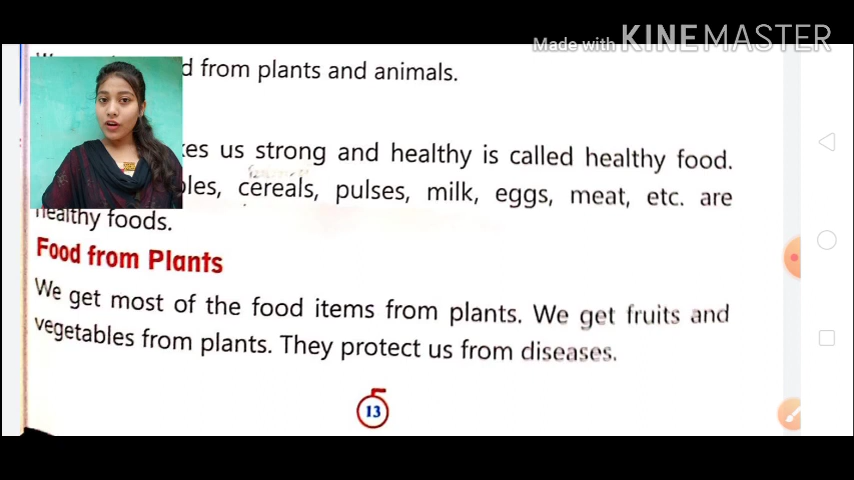 Made with KINEMASTER
d from plants and animals.
kes us strong and healthy is called healthy food.
bles, cereals, pulses, milk, eggs, meat, etc. are
healthy foods.
Food from Plants
We get most of the food items from plants. We get fruits and
vegetables from plants. They protect us from diseases.
13